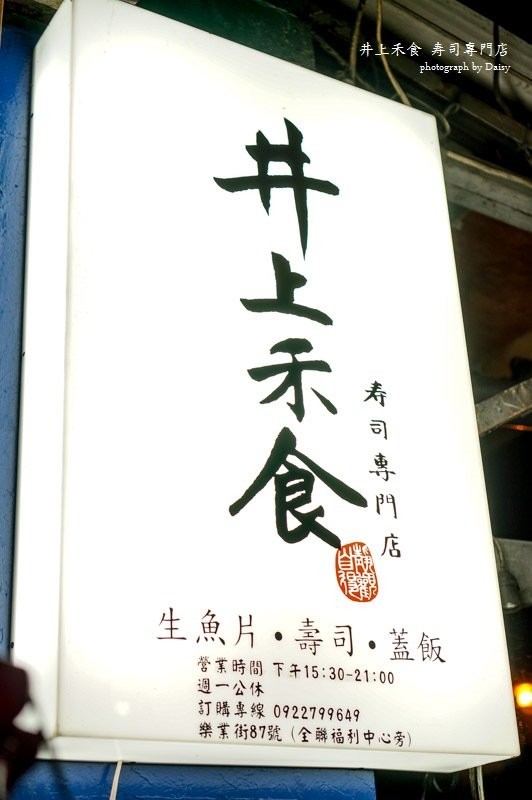 井上禾食 寿司専門店
photograph by Daisy
井上禾食
寿司專門店
生魚片・壽司・蓋飯
營業時間 下午15:30-21:00
週一公休
訂購專線 0922799649
樂業街87號（全聯福利中心旁）